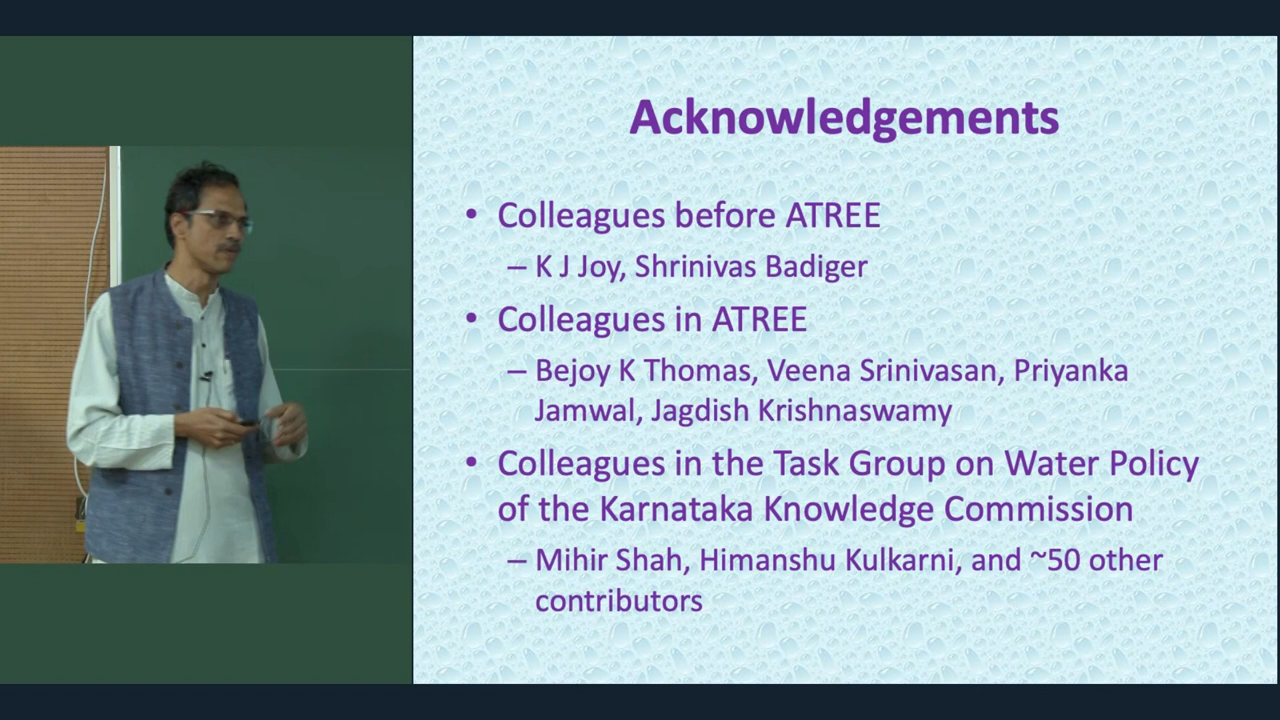 Acknowledgements
• Colleagues before ATREE
– K J Joy, Shrinivas Badiger
• Colleagues in ATREE
– Bejoy K Thomas, Veena Srinivasan, Priyanka
Jamwal, Jagdish Krishnaswamy
• Colleagues in the Task Group on Water Policy
of the Karnataka Knowledge Commission
– Mihir Shah, Himanshu Kulkarni, and ~50 other
contributors